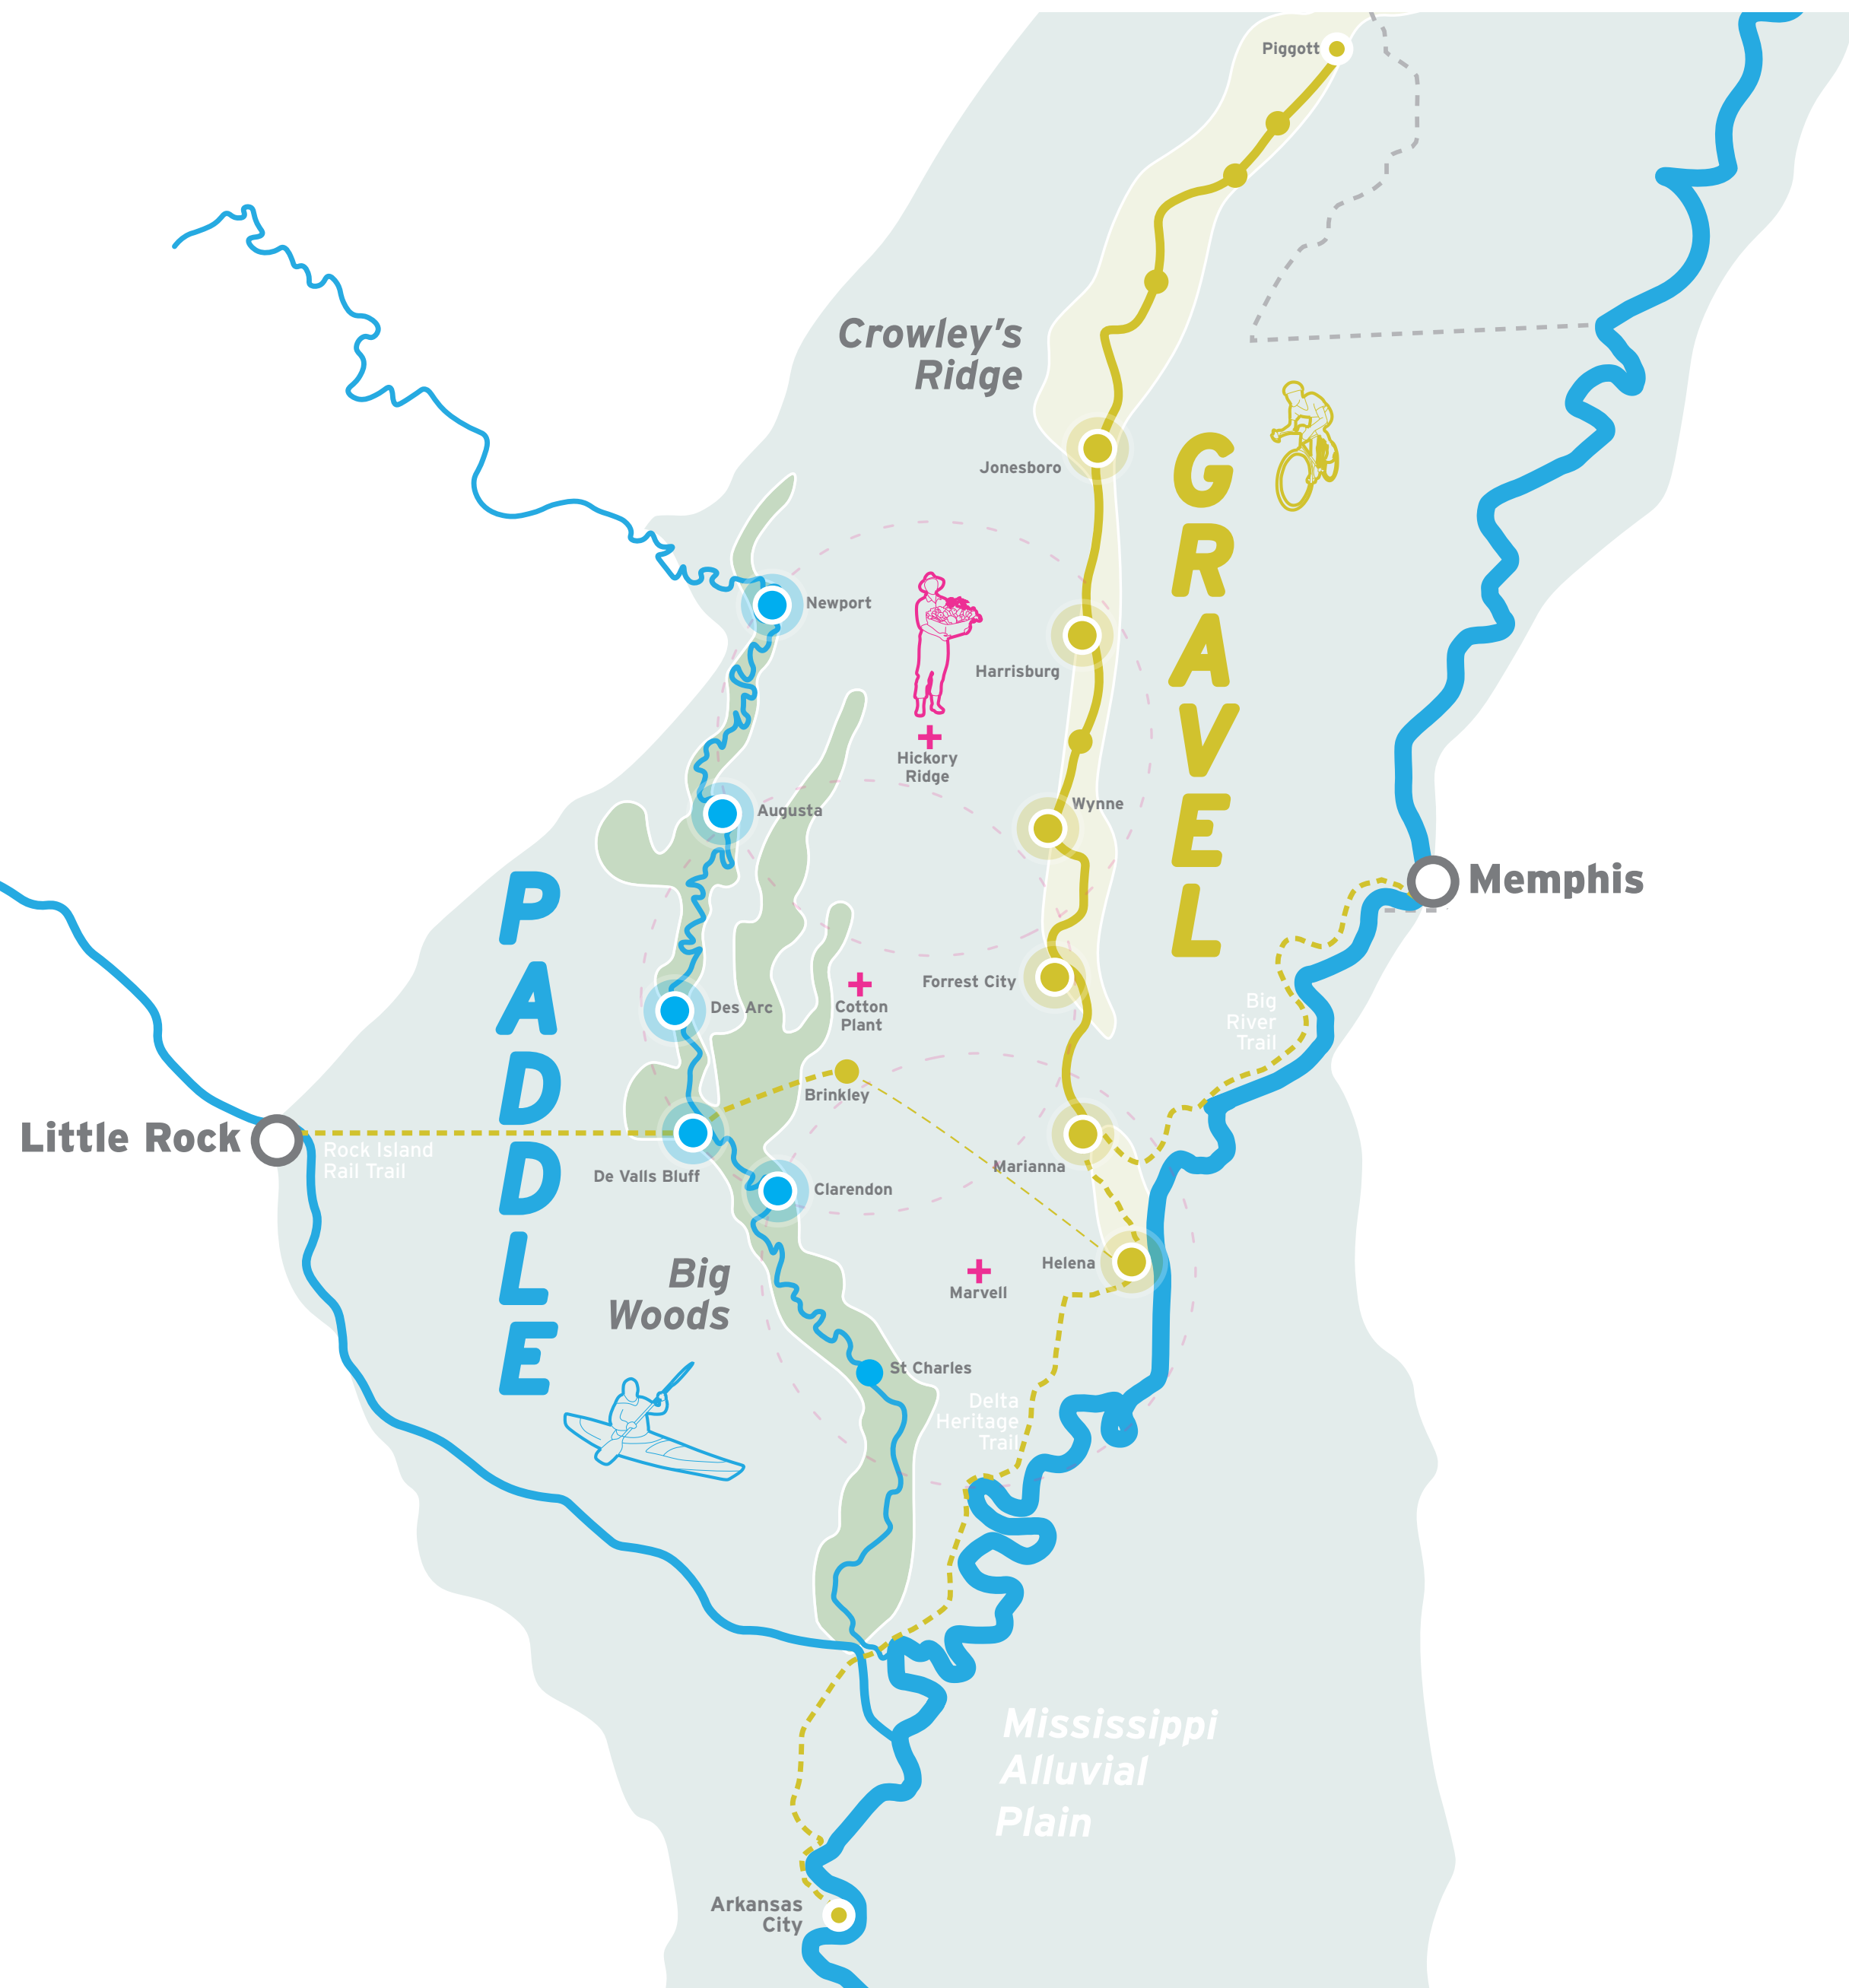 Piggott
Crowley's
Ridge
Jonesboro
GRAVEL
Newport
Harrisburg
Hickory
Ridge
Wynne
Augusta
Memphis
PADDLE
Forrest City
Des Arc
Cotton
Plant
Big
River
Trail
Brinkley
Little Rock
Rock Island
Rail Trail
De Valls Bluff
Marianna
Clarendon
Helena
Big
Woods
Marvell
St Charles
Delta
Heritage
Trail
Mississippi
Alluvial
Plain
Arkansas
City